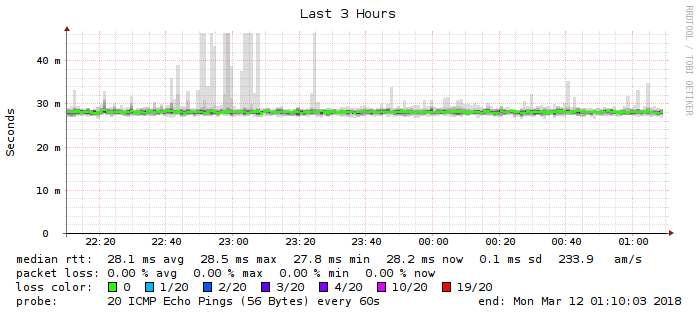 Last 3 Hours
RRDTOOL / TOBI OETIKER
Seconds
40 m
30 m
20 m
10 m
0
22:20 22:40 23:00 23:20 23:40 00:00 00:20 00:40 01:00
median rtt: 28.1 ms avg 28.5 ms max 27.8 ms min 28.2 ms now 0.1 ms sd 233.9 am/s
packet loss: 0.00 % avg 0.00 % max 0.00 % min 0.00 % now
loss color: 0 1/20 2/20 3/20 4/20 10/20 19/20
probe: 20 ICMP Echo Pings (56 Bytes) every 60s end: Mon Mar 12 01:10:03 2018